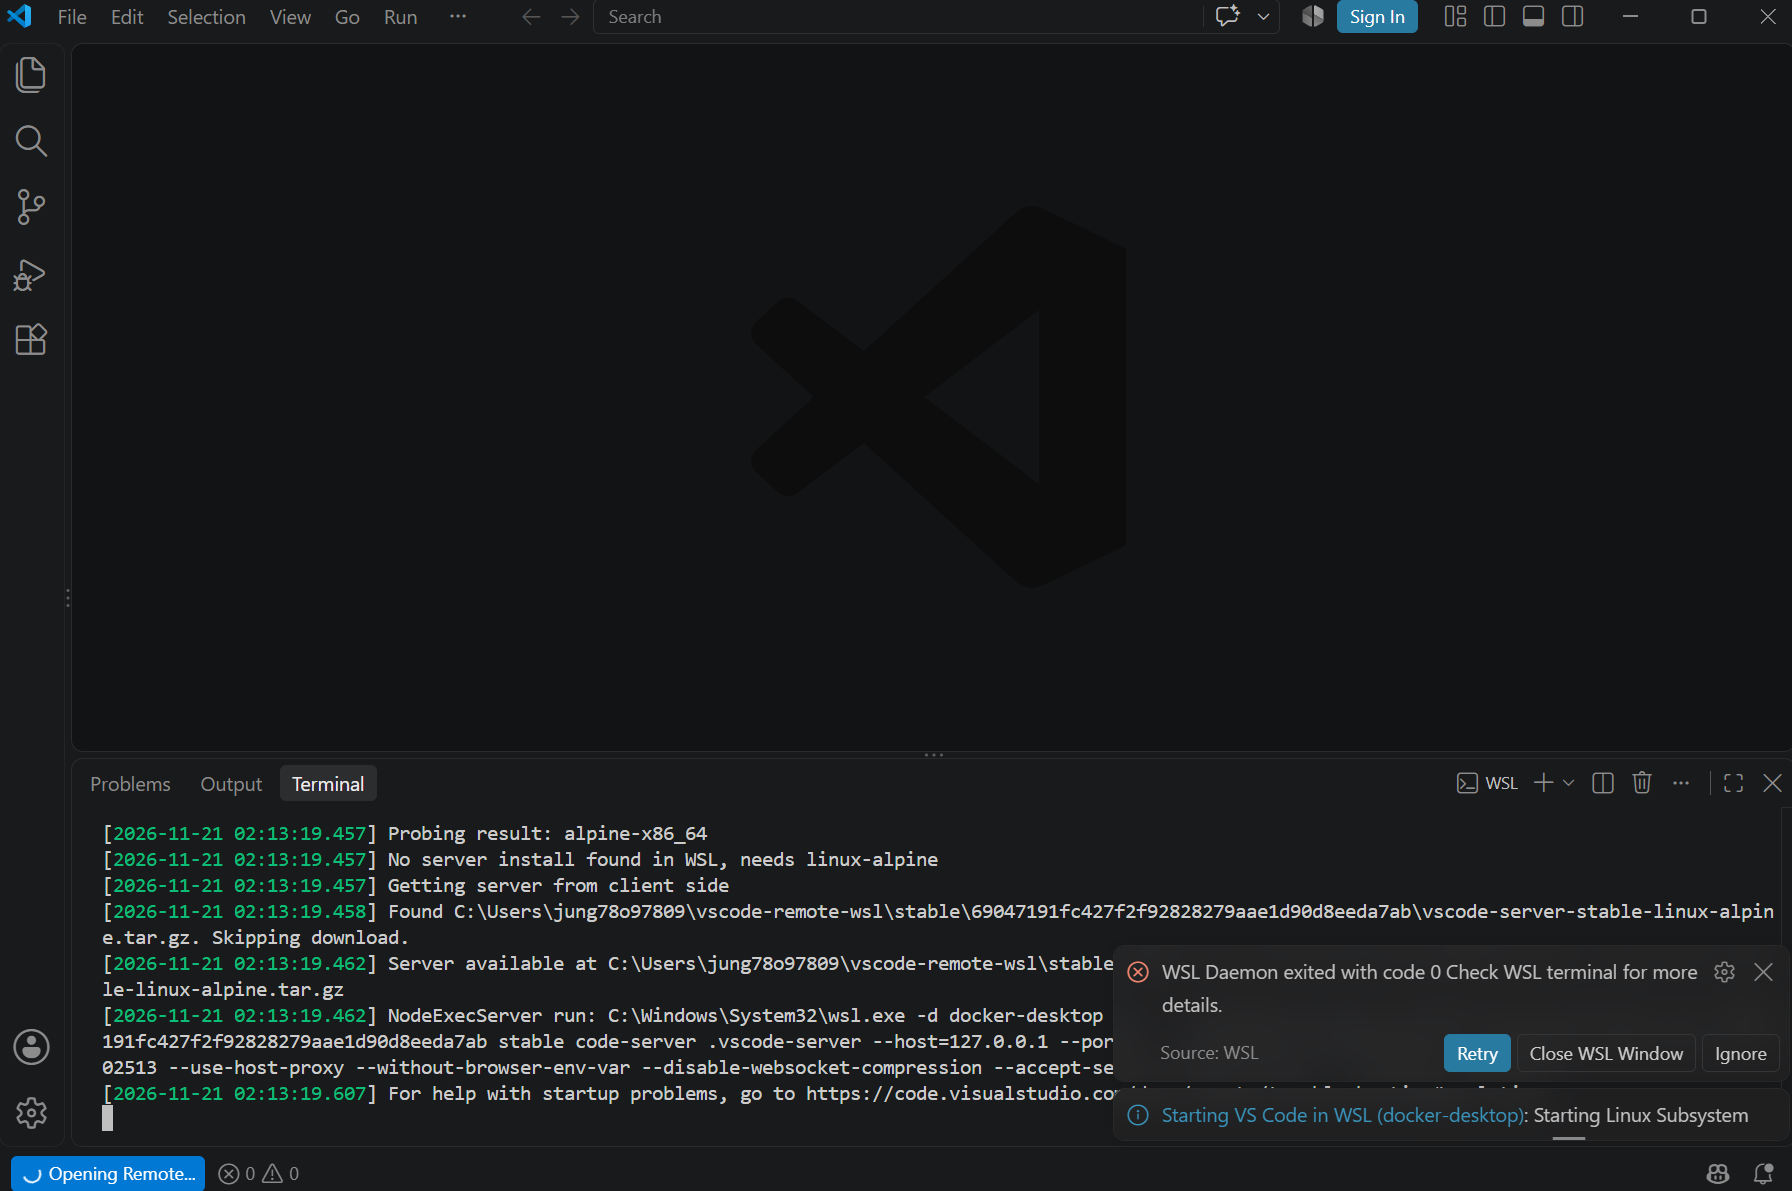 File Edit Selection View Go Run ··· Search Sign In
Problems Output Terminal WSL
[2026-11-21 02:13:19.457] Probing result: alpine-x86_64
[2026-11-21 02:13:19.457] No server install found in WSL, needs linux-alpine
[2026-11-21 02:13:19.457] Getting server from client side
[2026-11-21 02:13:19.458] Found C:\Users\jung78o97809\vscode-remote-wsl\stable\69047191fc427f2f92828279aae1d90d8eeda7ab\vscode-server-stable-linux-alpin
e.tar.gz. Skipping download.
[2026-11-21 02:13:19.462] Server available at C:\Users\jung78o97809\vscode-remote-wsl\stable
le-linux-alpine.tar.gz
[2026-11-21 02:13:19.462] NodeExecServer run: C:\Windows\System32\wsl.exe -d docker-desktop
191fc427f2f92828279aae1d90d8eeda7ab stable code-server .vscode-server --host=127.0.0.1 --por
02513 --use-host-proxy --without-browser-env-var --disable-websocket-compression --accept-se
[2026-11-21 02:13:19.607] For help with startup problems, go to https://code.visualstudio.co
WSL Daemon exited with code 0 Check WSL terminal for more
details.
Source: WSL Retry Close WSL Window Ignore
Starting VS Code in WSL (docker-desktop): Starting Linux Subsystem
Opening Remote... 0 0